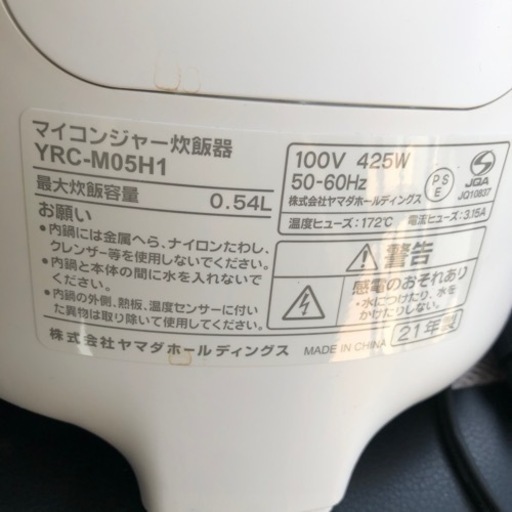 マイコンジャー炊飯器
YRC-M05H1
最大炊飯容量 0.54L
お願い
•内鍋には金属へら、ナイロンたわし、
クレンザー等を使用しないでください。
•内鍋と本体の間に水を入れないで
ください。
•内鍋の外側、熱板、温度センサーに付い
た異物は取り除いて使用してください。
株式会社ヤマダホールディングス
100V 425W
50-60Hz
株式会社ヤマダホールディングス
PSE
JQA
JQ10837
温度ヒューズ:172℃ 電流ヒューズ:3.15A
警告
感電のおそれあり
•水につけたり、水を
かけたりしない。
MADE IN CHINA
21年製